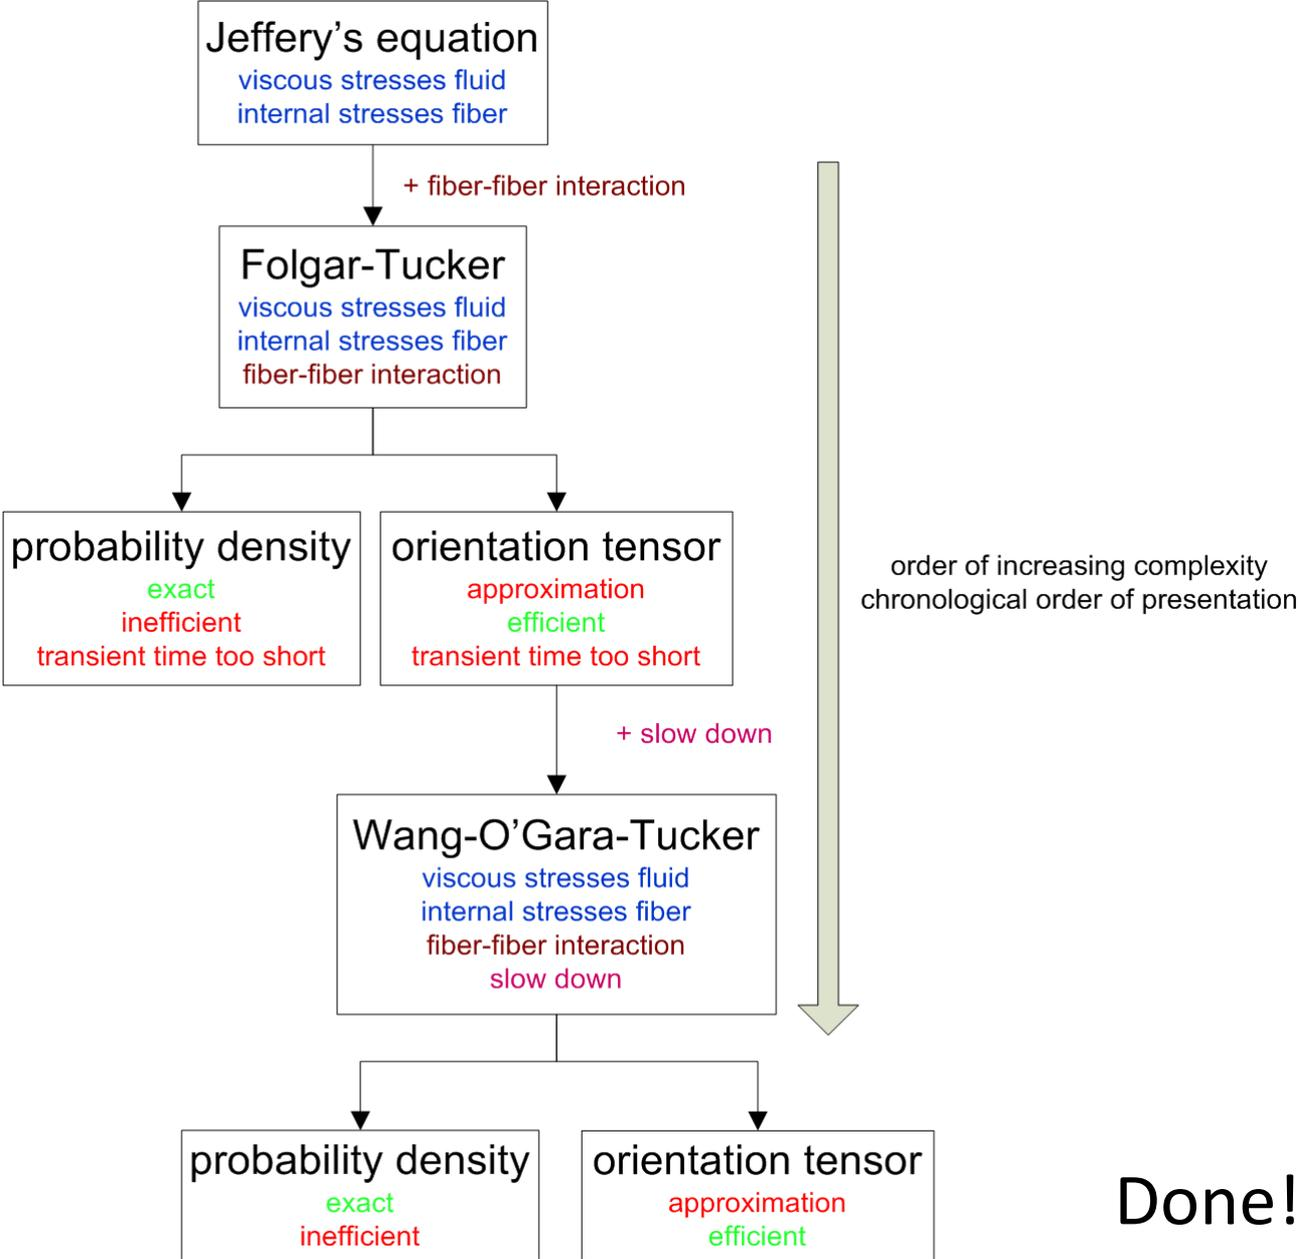 Jeffery’s equation
viscous stresses fluid
internal stresses fiber
+ fiber-fiber interaction
Folgar-Tucker
viscous stresses fluid
internal stresses fiber
fiber-fiber interaction
probability density
exact
inefficient
transient time too short
orientation tensor
approximation
efficient
transient time too short
order of increasing complexity
chronological order of presentation
+ slow down
Wang-O’Gara-Tucker
viscous stresses fluid
internal stresses fiber
fiber-fiber interaction
slow down
probability density
exact
inefficient
orientation tensor
approximation
efficient
Done!